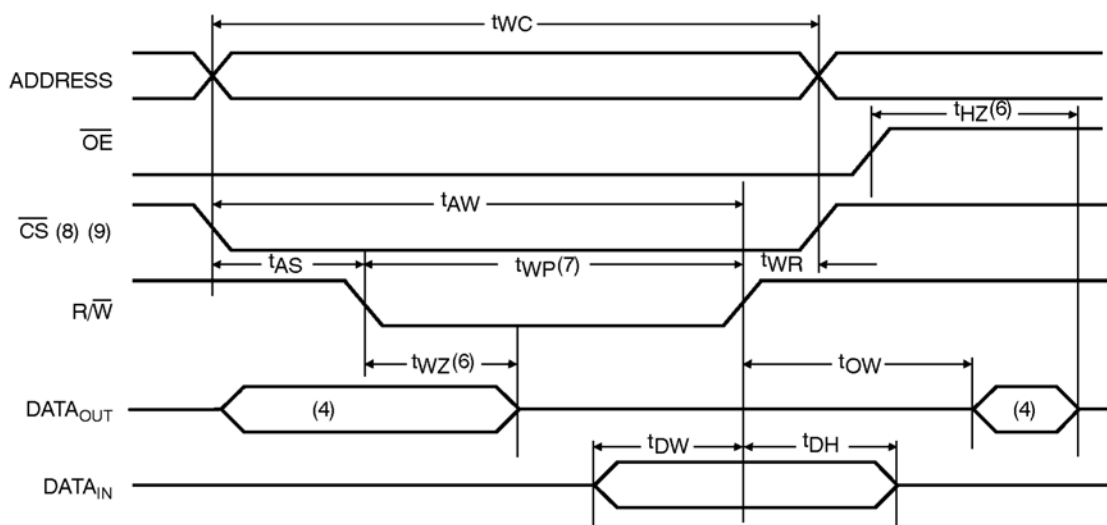 tWC
ADDRESS
tHZ(6)
OE
tAW
CS (8) (9)
tAS
tWP(7)
tWR
R/W
tWZ(6)
tOW
DATAOUT
(4)
(4)
tDW
tDH
DATAIN